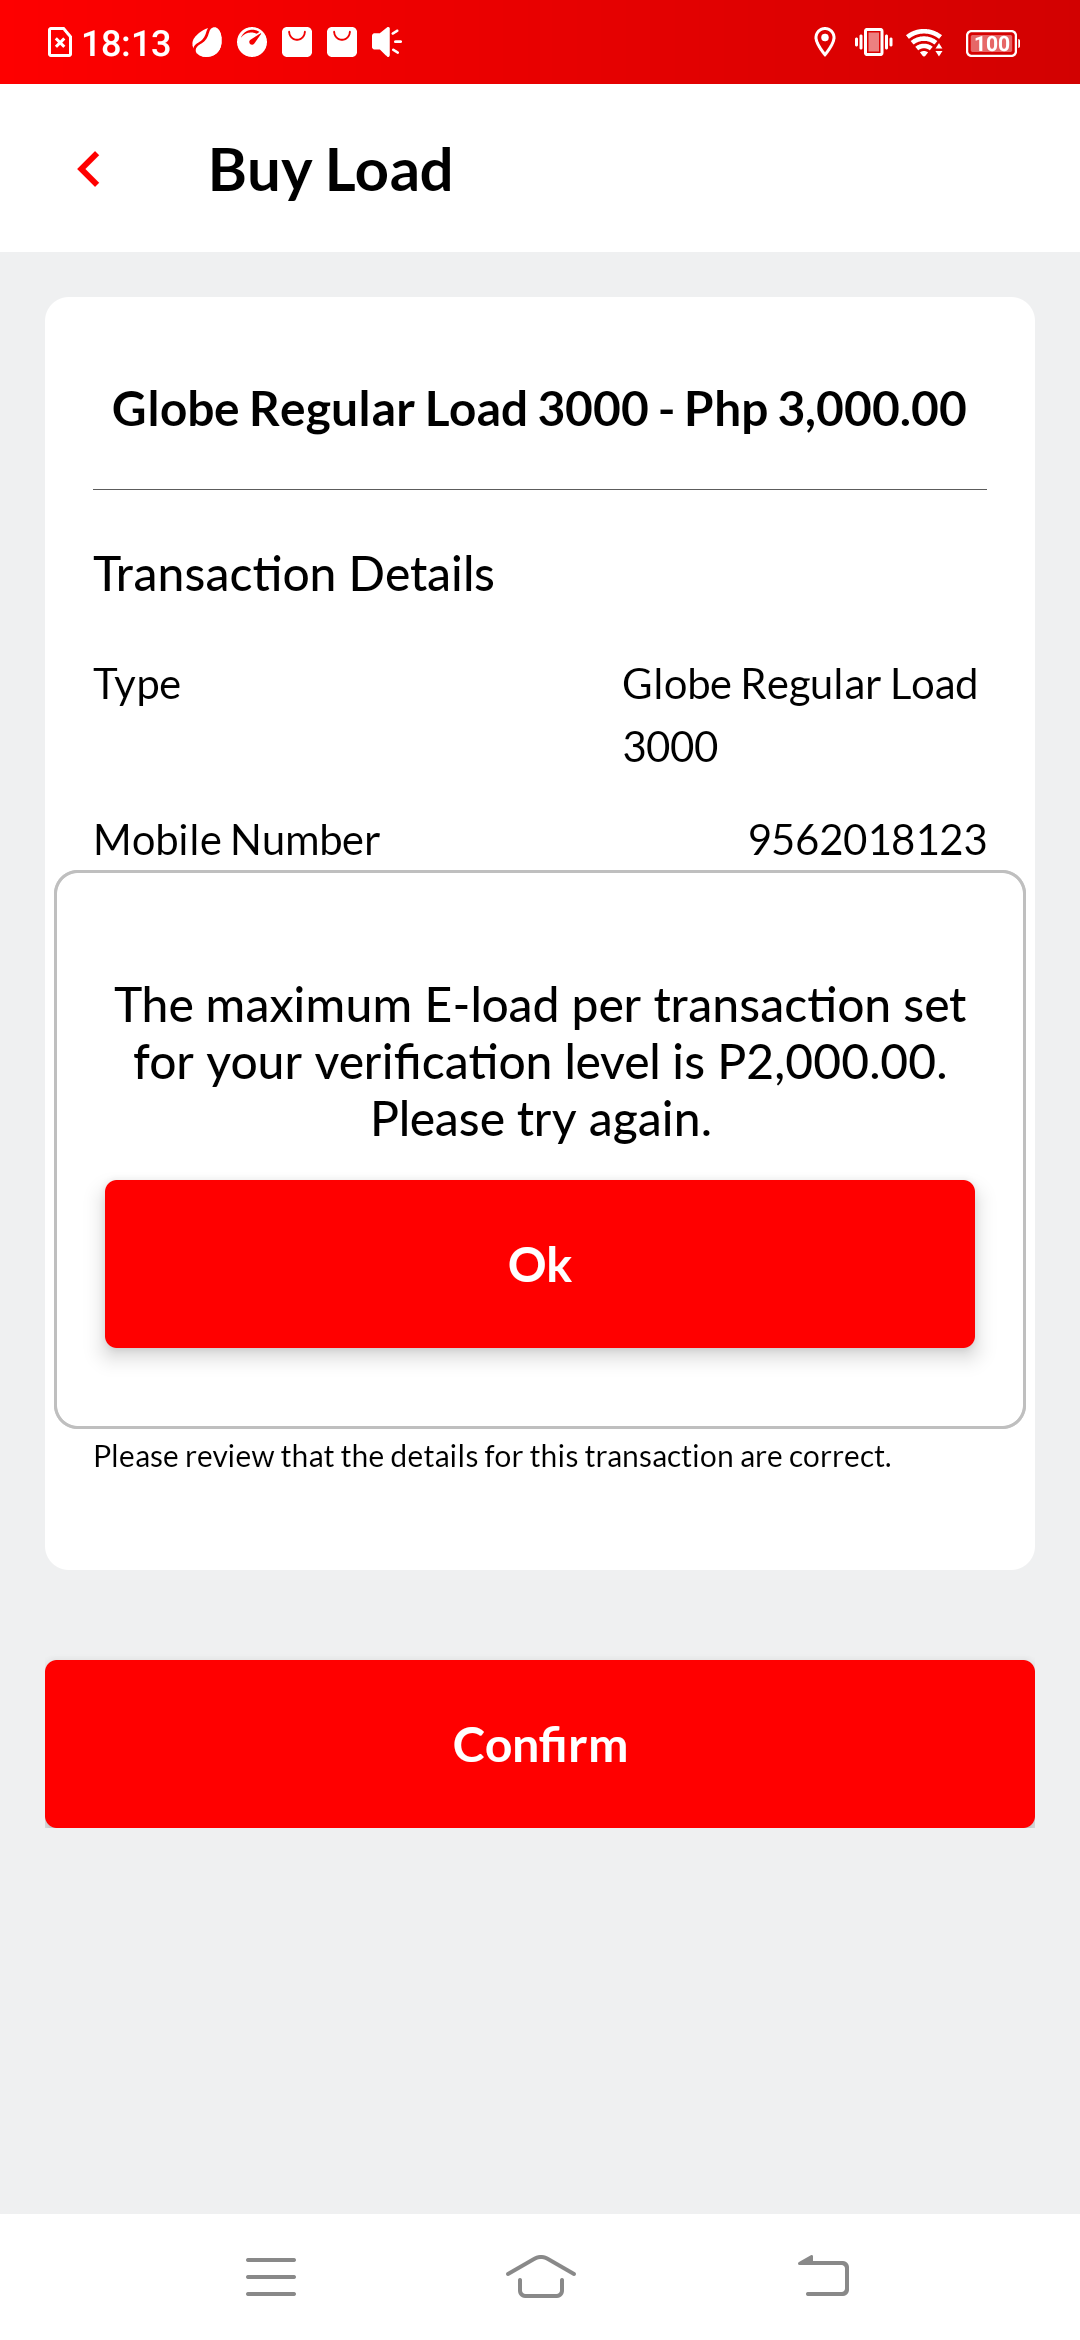 18:13
100
Buy Load
Globe Regular Load 3000 - Php 3,000.00
Transaction Details
Type
Globe Regular Load
3000
Mobile Number
9562018123
The maximum E-load per transaction set
for your verification level is P2,000.00.
Please try again.
Ok
Please review that the details for this transaction are correct.
Confirm